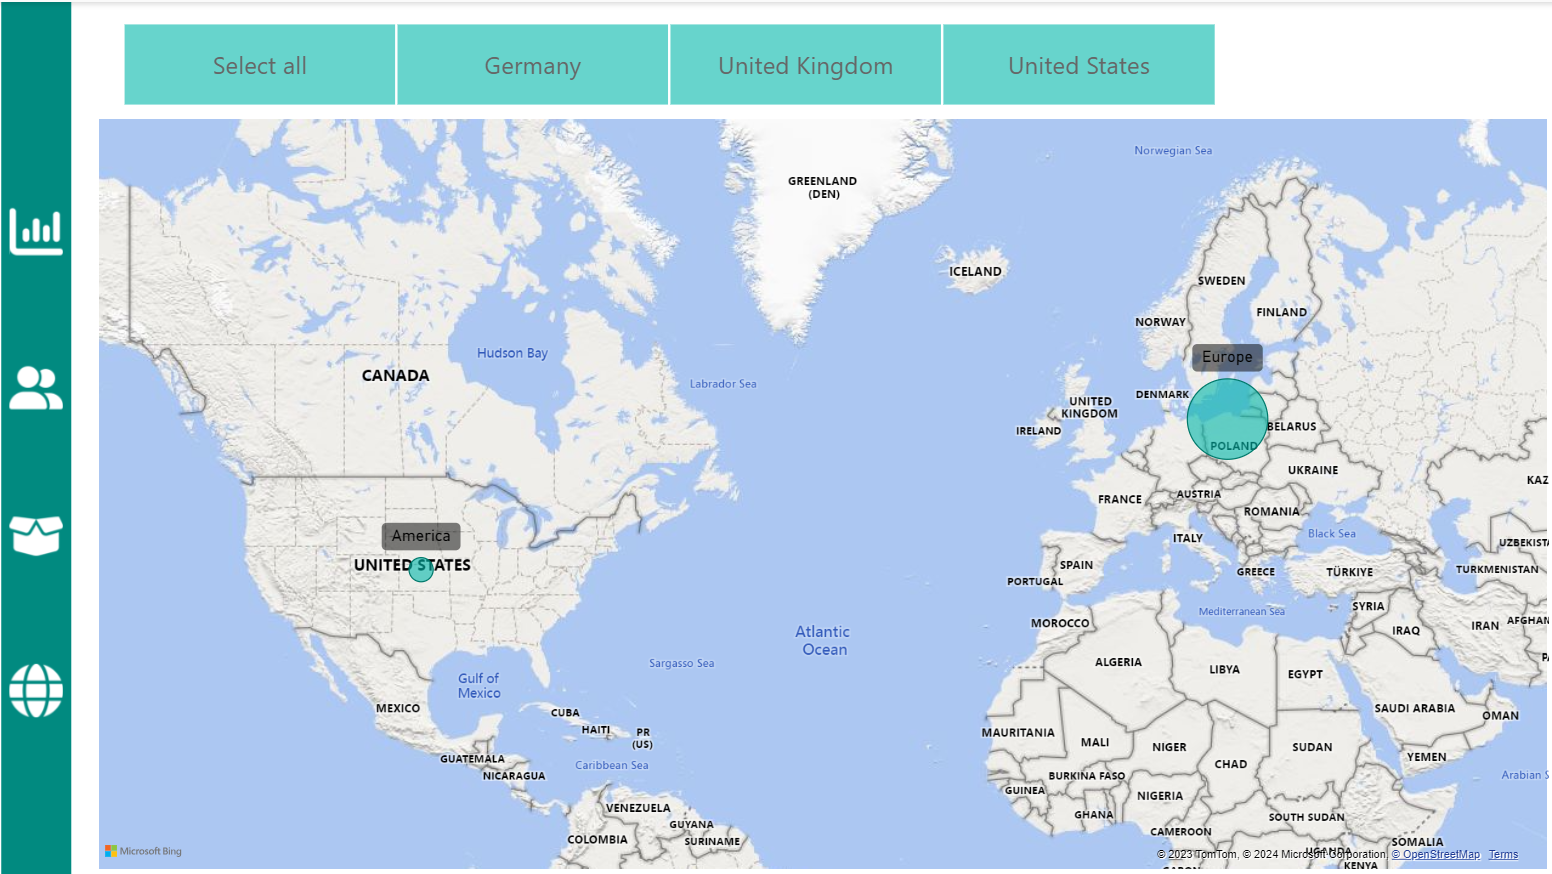 Select all
Germany
United Kingdom
United States
Norwegian Sea
GREENLAND
(DEN)
ICELAND
SWEDEN
FINLAND
NORWAY
Hudson Bay
Europe
CANADA
Labrador Sea
DENMARK
UNITED
KINGDOM
IRELAND
BELARUS
POLAND
UKRAINE
KAZ
FRANCE
AUSTRIA
ROMANIA
America
ITALY
Black Sea
UZBEKISTA
UNITED STATES
SPAIN
PORTUGAL
GREECE
TÜRKIYE
TURKMENISTAN
Mediterranean Sea
SYRIA
MOROCCO
IRAQ
IRAN
AFGHAN
Atlantic
Ocean
Sargasso Sea
ALGERIA
LIBYA
EGYPT
Gulf of
Mexico
MEXICO
CUBA
SAUDI ARABIA
OMAN
HAITI
PR
(US)
MAURITANIA
MALI
NIGER
SUDAN
GUATEMALA
Caribbean Sea
YEMEN
NICARAGUA
BURKINA FASO
CHAD
Arabian S
GUINEA
NIGERIA
VENEZUELA
GHANA
SOUTH SUDAN
GUYANA
CAMEROON
COLOMBIA
SURINAME
SOMALIA
Microsoft Bing
© 2023 TomTom, © 2024 Microsoft Corporation, © OpenStreetMap Terms
UGANDA
KENYA